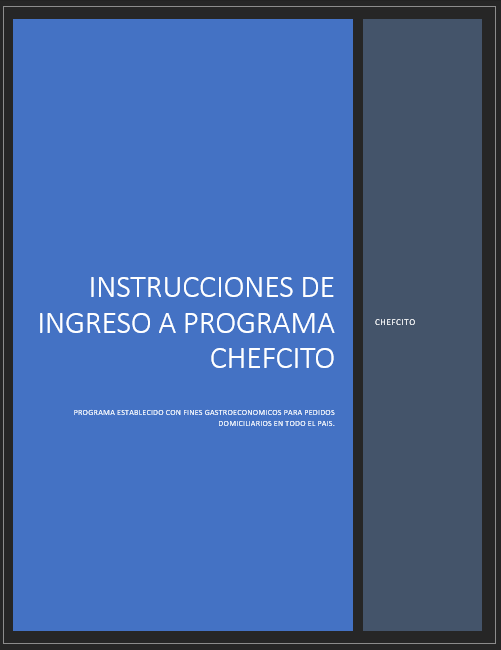 INSTRUCCIONES DE
INGRESO A PROGRAMA
CHEFCITO
PROGRAMA ESTABLECIDO CON FINES GASTROECONOMICOS PARA PEDIDOS
DOMICILIARIOS EN TODO EL PAIS.
CHEFCITO